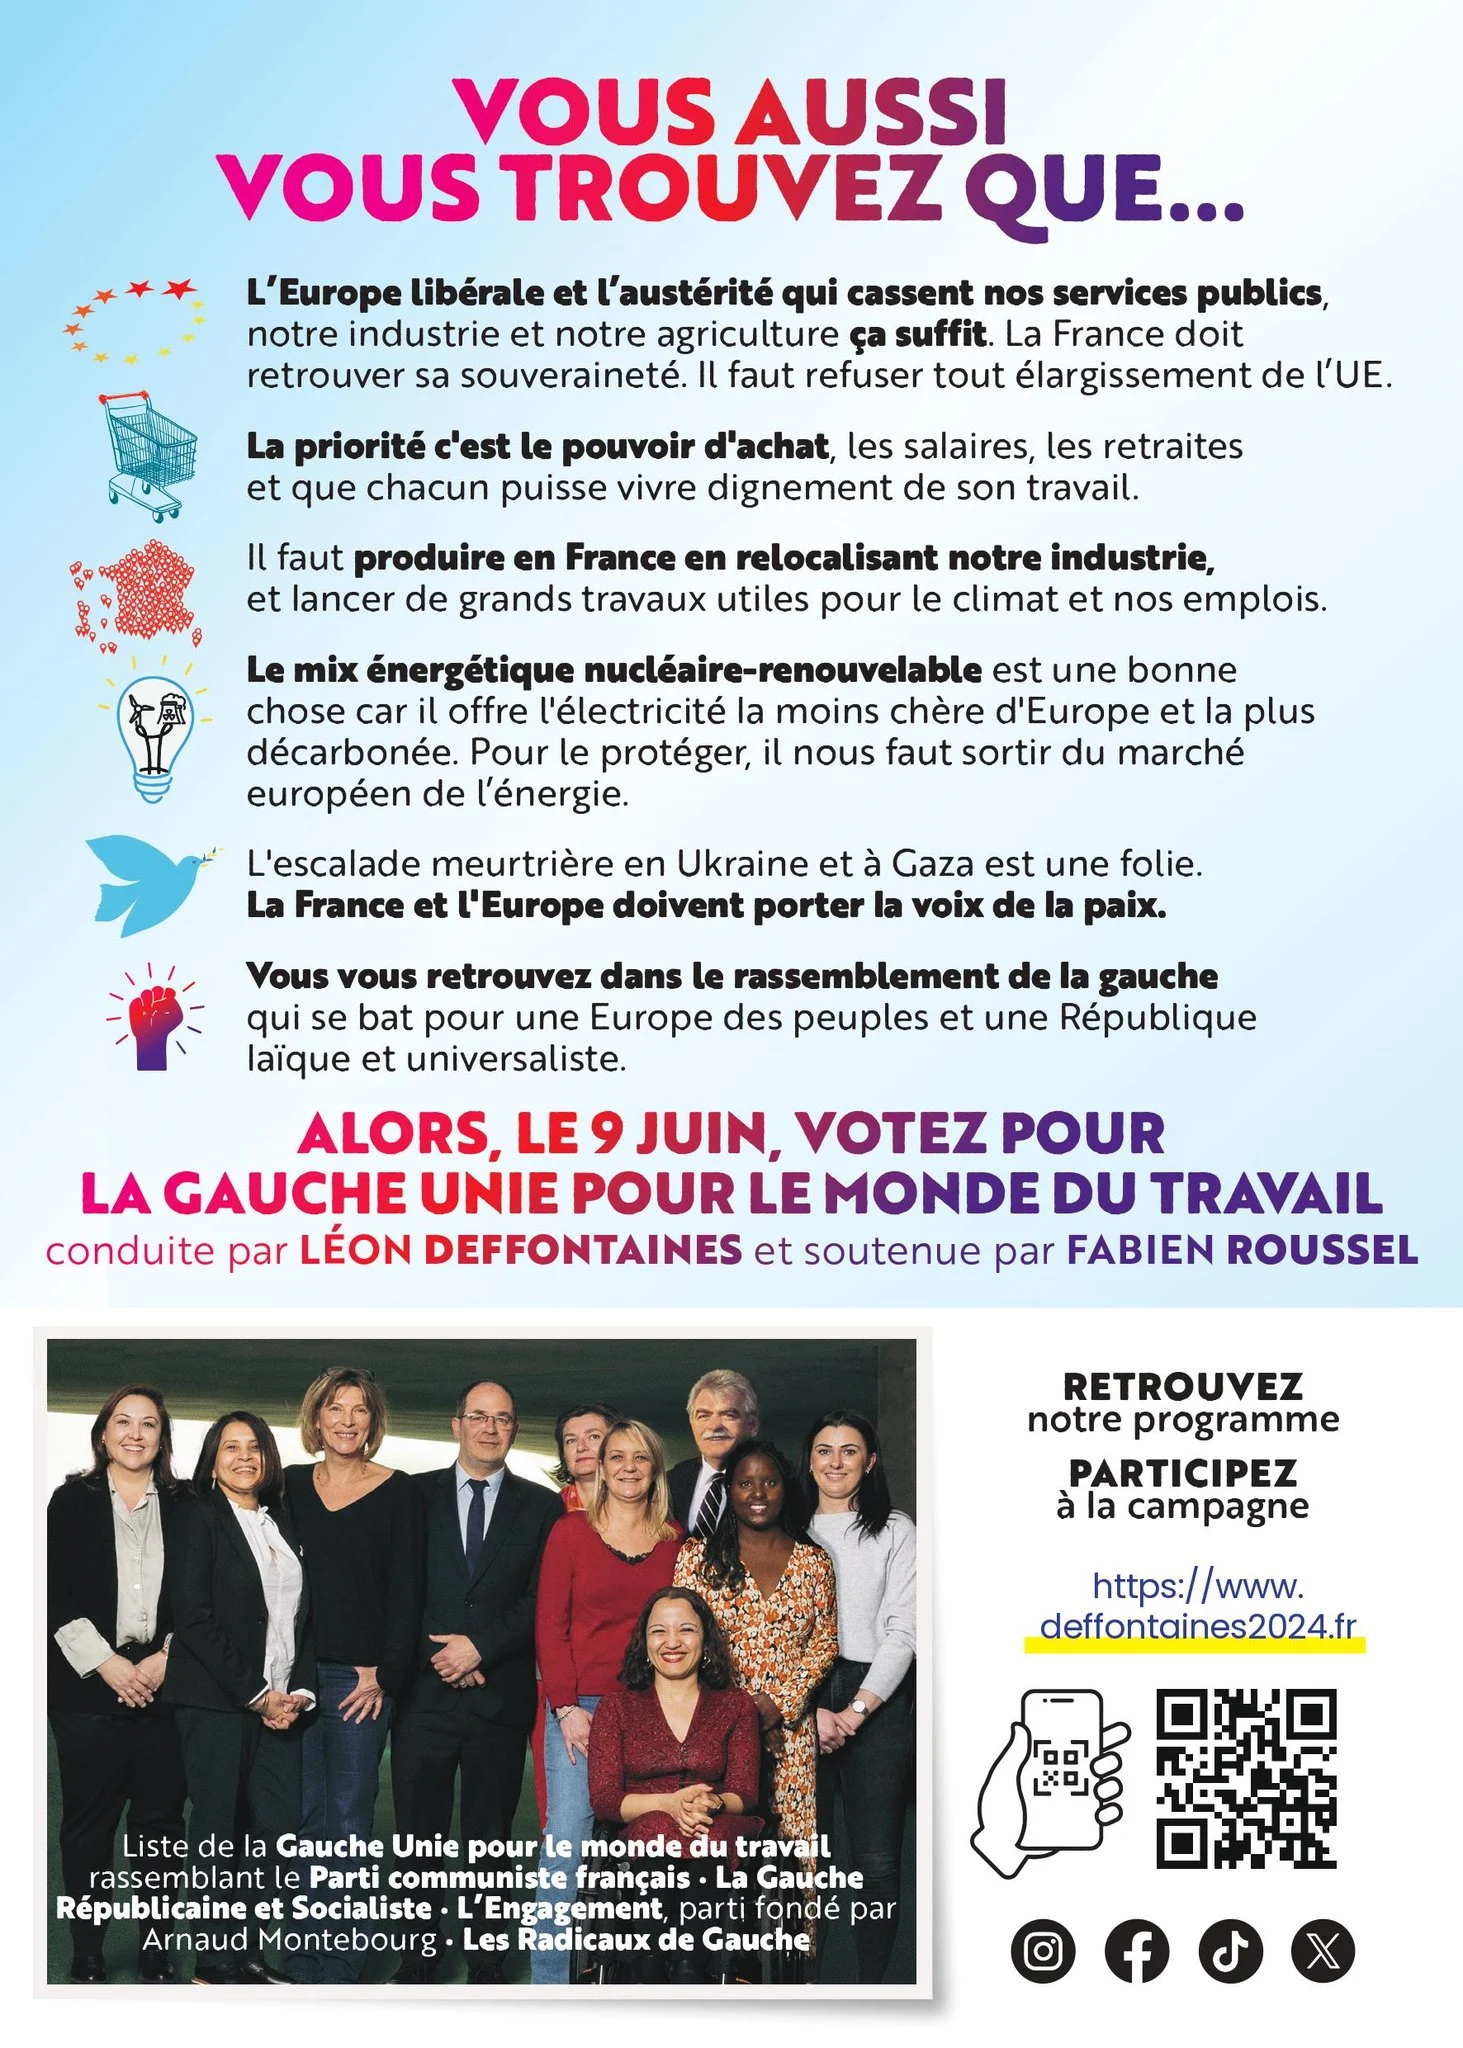 VOUS AUSSI
VOUS TROUVEZ QUE...
L’Europe libérale et l’austérité qui cassent nos services publics,
notre industrie et notre agriculture ça suffit. La France doit
retrouver sa souveraineté. Il faut refuser tout élargissement de l’UE.
La priorité c'est le pouvoir d'achat, les salaires, les retraites
et que chacun puisse vivre dignement de son travail.
Il faut produire en France en relocalisant notre industrie,
et lancer de grands travaux utiles pour le climat et nos emplois.
Le mix énergétique nucléaire-renouvelable est une bonne
chose car il offre l'électricité la moins chère d'Europe et la plus
décarbonée. Pour le protéger, il nous faut sortir du marché
européen de l’énergie.
L'escalade meurtrière en Ukraine et à Gaza est une folie.
La France et l'Europe doivent porter la voix de la paix.
Vous vous retrouvez dans le rassemblement de la gauche
qui se bat pour une Europe des peuples et une République
laïque et universaliste.
ALORS, LE 9 JUIN, VOTEZ POUR
LA GAUCHE UNIE POUR LE MONDE DU TRAVAIL
conduite par LÉON DEFFONTAINES et soutenue par FABIEN ROUSSEL
Liste de la Gauche Unie pour le monde du travail
rassemblant le Parti communiste français • La Gauche
Républicaine et Socialiste • L’Engagement, parti fondé par
Arnaud Montebourg • Les Radicaux de Gauche
RETROUVEZ
notre programme
PARTICIPEZ
à la campagne
https://www.
deffontaines2024.fr